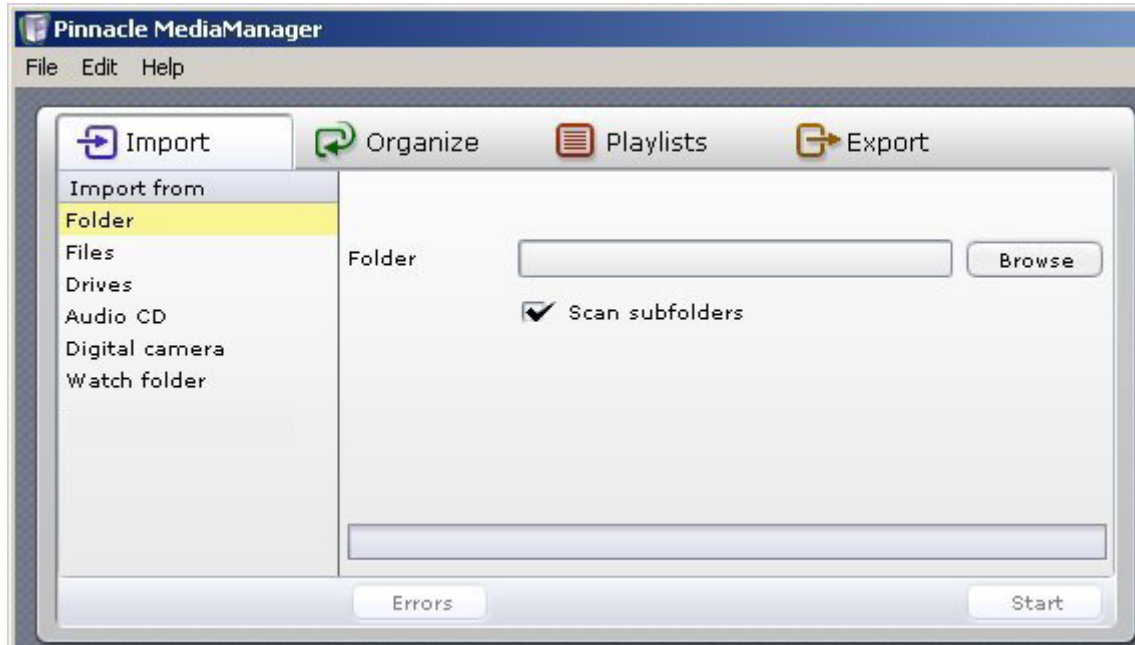 Pinnacle MediaManager
File Edit Help
Import Organize Playlists Export
Import from
Folder
Files
Drives
Audio CD
Digital camera
Watch folder
Folder Browse
Scan subfolders
Errors Start